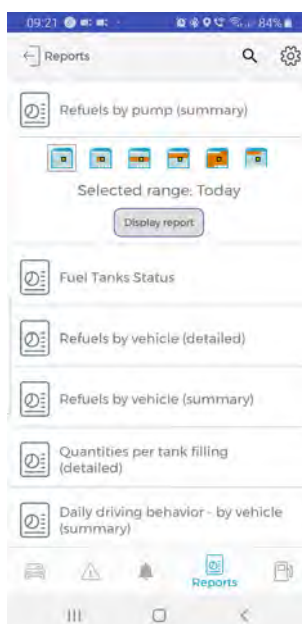 09:21
84%
Reports
Refuels by pump (summary)
Selected range: Today
Display report
Fuel Tanks Status
Refuels by vehicle (detailed)
Refuels by vehicle (summary)
Quantities per tank filling
(detailed)
Daily driving behavior - by vehicle
(summary)
Reports